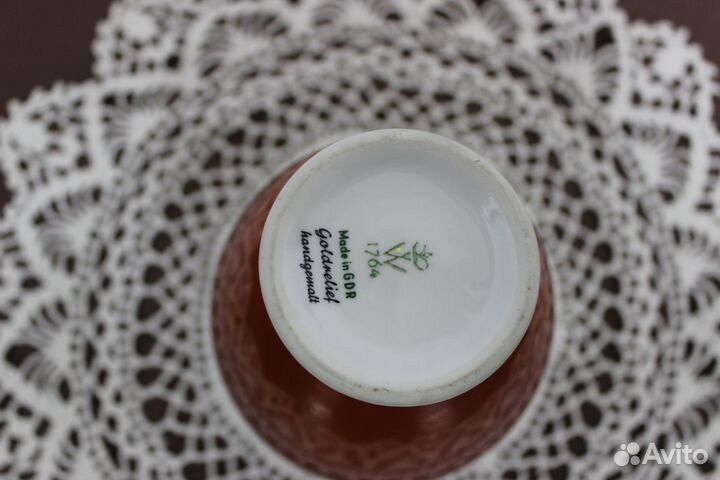 W
1764
Made in GDR
Goldrelief
handgemalt
Avito